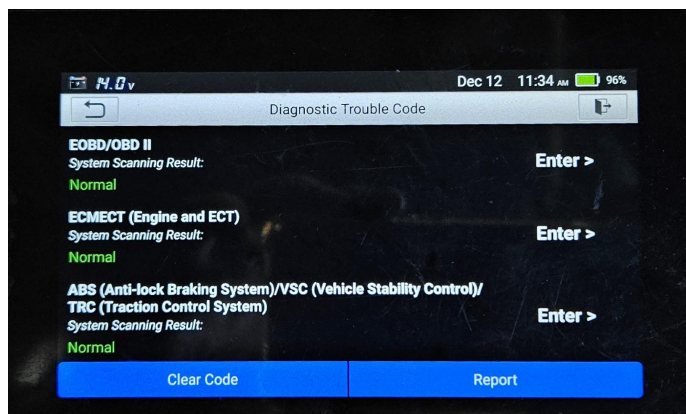 14.0 v Dec 12 11:34 AM 96%
Diagnostic Trouble Code
EOBD/OBD II
System Scanning Result:
Enter >
Normal
ECMECT (Engine and ECT)
System Scanning Result:
Enter >
Normal
ABS (Anti-lock Braking System)/VSC (Vehicle Stability Control)/
TRC (Traction Control System)
System Scanning Result:
Enter >
Normal
Clear Code Report